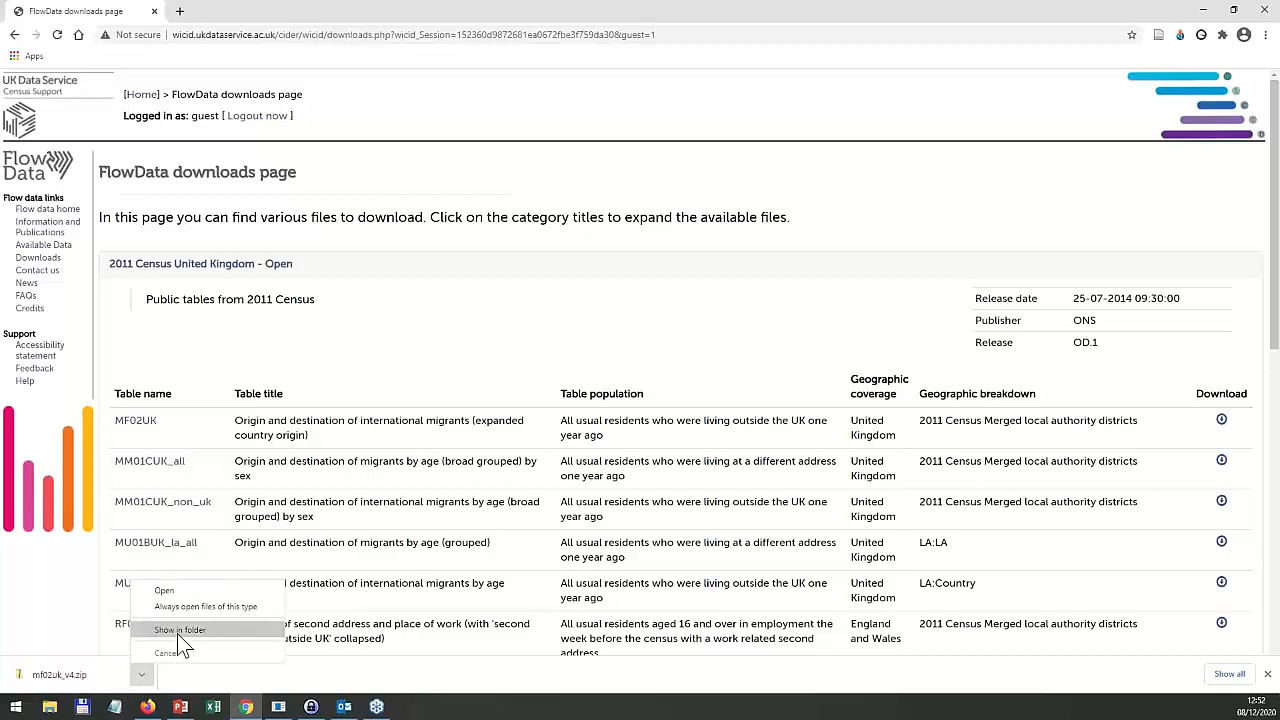 FlowData downloads page
Not secure
wicid.ukdataservice.ac.uk/cider/wicid/downloads.php?wicid_Session=152360d9872681ea0672fbe3f759da30&guest=1
Apps
UK Data Service
Census Support
[Home] > FlowData downloads page
Logged in as: guest [ Logout now ]
Flow
Data
Flow data links
Flow data home
Information and
Publications
Available Data
Downloads
Contact us
News
FAQs
Credits
Support
Accessibility
statement
Feedback
Help
FlowData downloads page
In this page you can find various files to download. Click on the category titles to expand the available files.
2011 Census United Kingdom - Open
Public tables from 2011 Census
Release date 25-07-2014 09:30:00
Publisher ONS
Release OD.1
Table name Table title Table population Geographic coverage Geographic breakdown Download
MF02UK Origin and destination of international migrants (expanded country origin) All usual residents who were living outside the UK one year ago United Kingdom 2011 Census Merged local authority districts
MM01CUK_all Origin and destination of migrants by age (broad grouped) by sex All usual residents who were living at a different address one year ago United Kingdom 2011 Census Merged local authority districts
MM01CUK_non_uk Origin and destination of international migrants by age (broad grouped) by sex All usual residents who were living outside the UK one year ago United Kingdom 2011 Census Merged local authority districts
MU01BUK_la_all Origin and destination of migrants by age (grouped) All usual residents who were living at a different address one year ago United Kingdom LA:LA
MU destination of international migrants by age All usual residents who were living outside the UK one year ago United Kingdom LA:Country
of second address and place of work (with 'second utside UK' collapsed) All usual residents aged 16 and over in employment the week before the census with a work related second address England and Wales 2011 Census Merged local authority districts
Open
Always open files of this type
Show in folder
Cance
mf02uk_v4.zip
Show all
12:52
08/12/2020